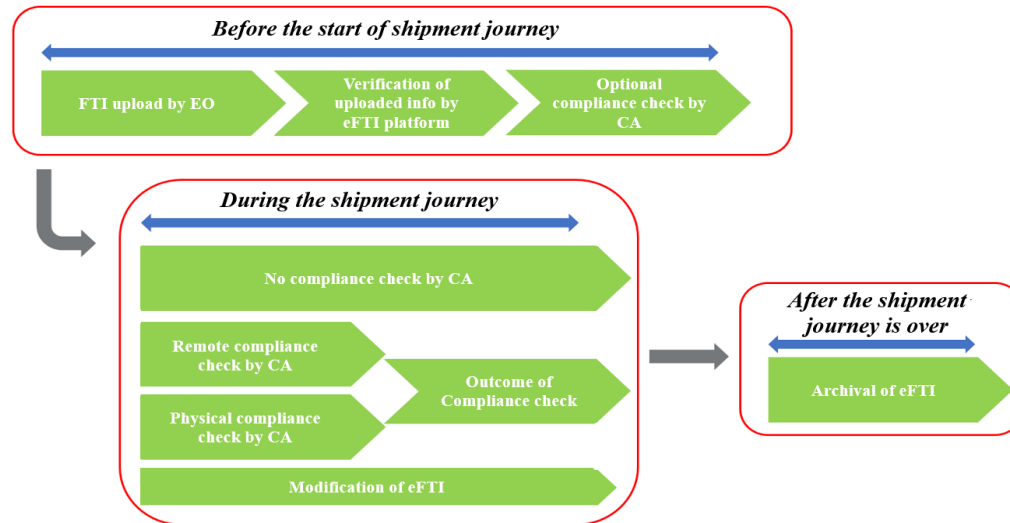 Before the start of shipment journey
FTI upload by EO
Verification of
uploaded info by
eFTI platform
Optional
compliance check by
CA
During the shipment journey
No compliance check by CA
Remote compliance
check by CA
Physical compliance
check by CA
Outcome of
Compliance check
Modification of eFTI
After the shipment
journey is over
Archival of eFTI